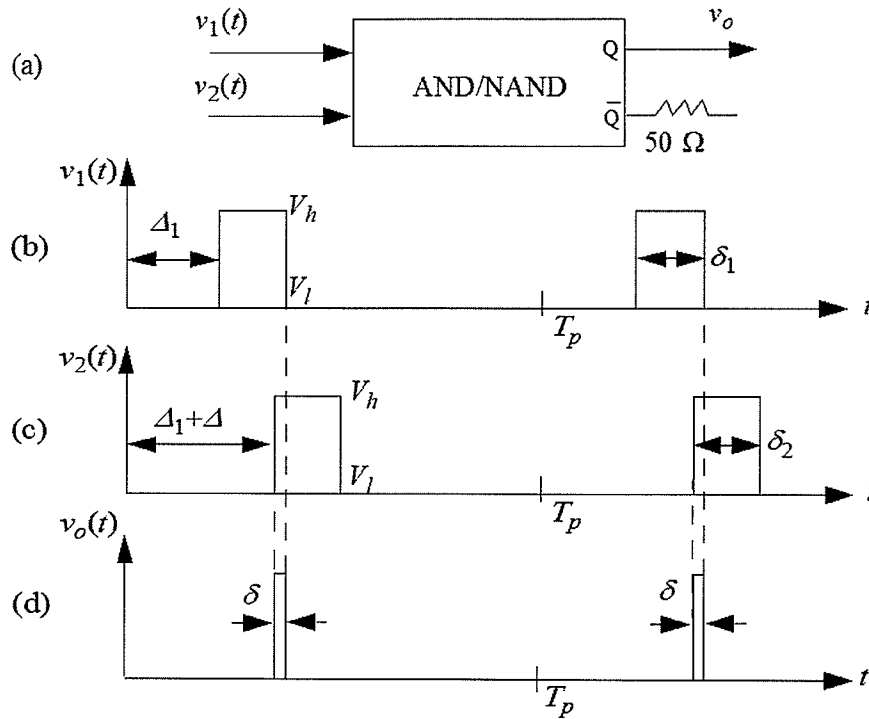 (a)
v₁(t)
v₂(t)
AND/NAND
Q
Q̅
vₒ
50 Ω
(b)
v₁(t)
Δ₁
Vₕ
Vₗ
δ₁
Tₚ
t
(c)
v₂(t)
Δ₁+Δ
Vₕ
Vₗ
δ₂
Tₚ
(d)
vₒ(t)
δ
δ
Tₚ
t